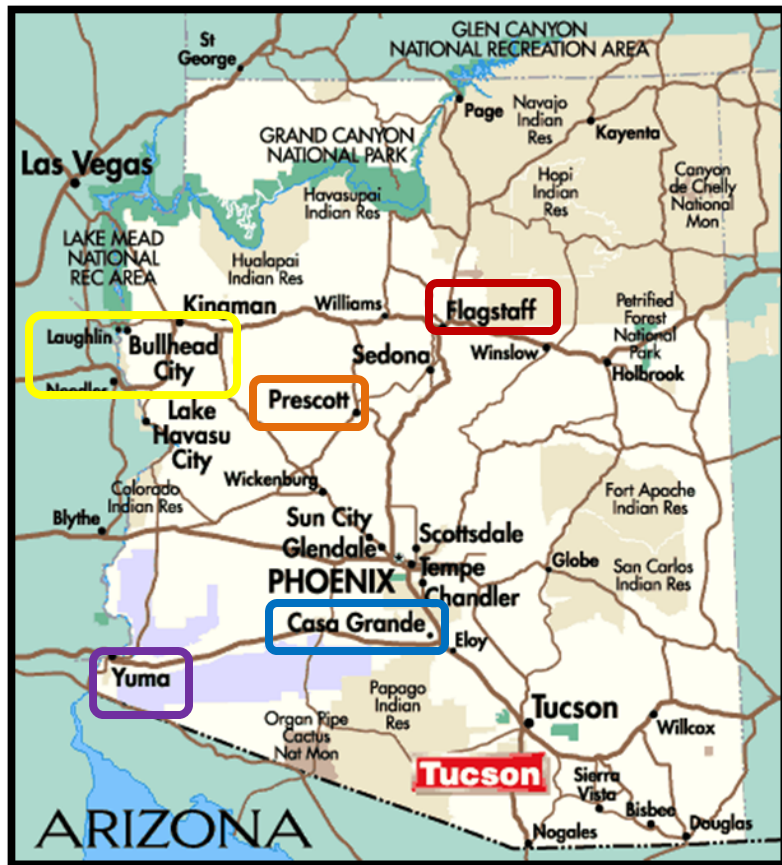 GLEN CANYON
NATIONAL RECREATION AREA
St
George
Page
Navajo
Indian
Res
Kayenta
GRAND CANYON
NATIONAL PARK
Las Vegas
Hopi
Indian
Res
Canyon
de Chelly
National
Mon
Havasupai
Indian Res
LAKE MEAD
NATIONAL
REC AREA
Hualapai
Indian Res
Kingman
Williams
Flagstaff
Petrified
Forest
National
Park
Laughlin
Bullhead
City
Sedona
Winslow
Holbrook
Needles
Prescott
Lake
Havasu
City
Wickenburg
Colorado
Indian Res
Fort Apache
Indian Res
Blythe
Sun City
Scottsdale
Glendale
Tempe
Globe
San Carlos
Indian Res
PHOENIX
Chandler
Casa Grande
Eloy
Yuma
Papago
Indian
Res
Tucson
Organ Pipe
Cactus
Nat Mon
Willcox
Tucson
Sierra
Vista
Bisbee
Douglas
Nogales
ARIZONA